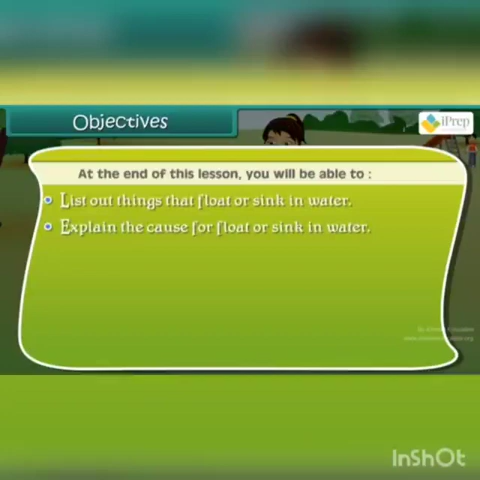 Objectives
iPrep
At the end of this lesson, you will be able to :
List out things that float or sink in water.
Explain the cause for float or sink in water.
InShOt